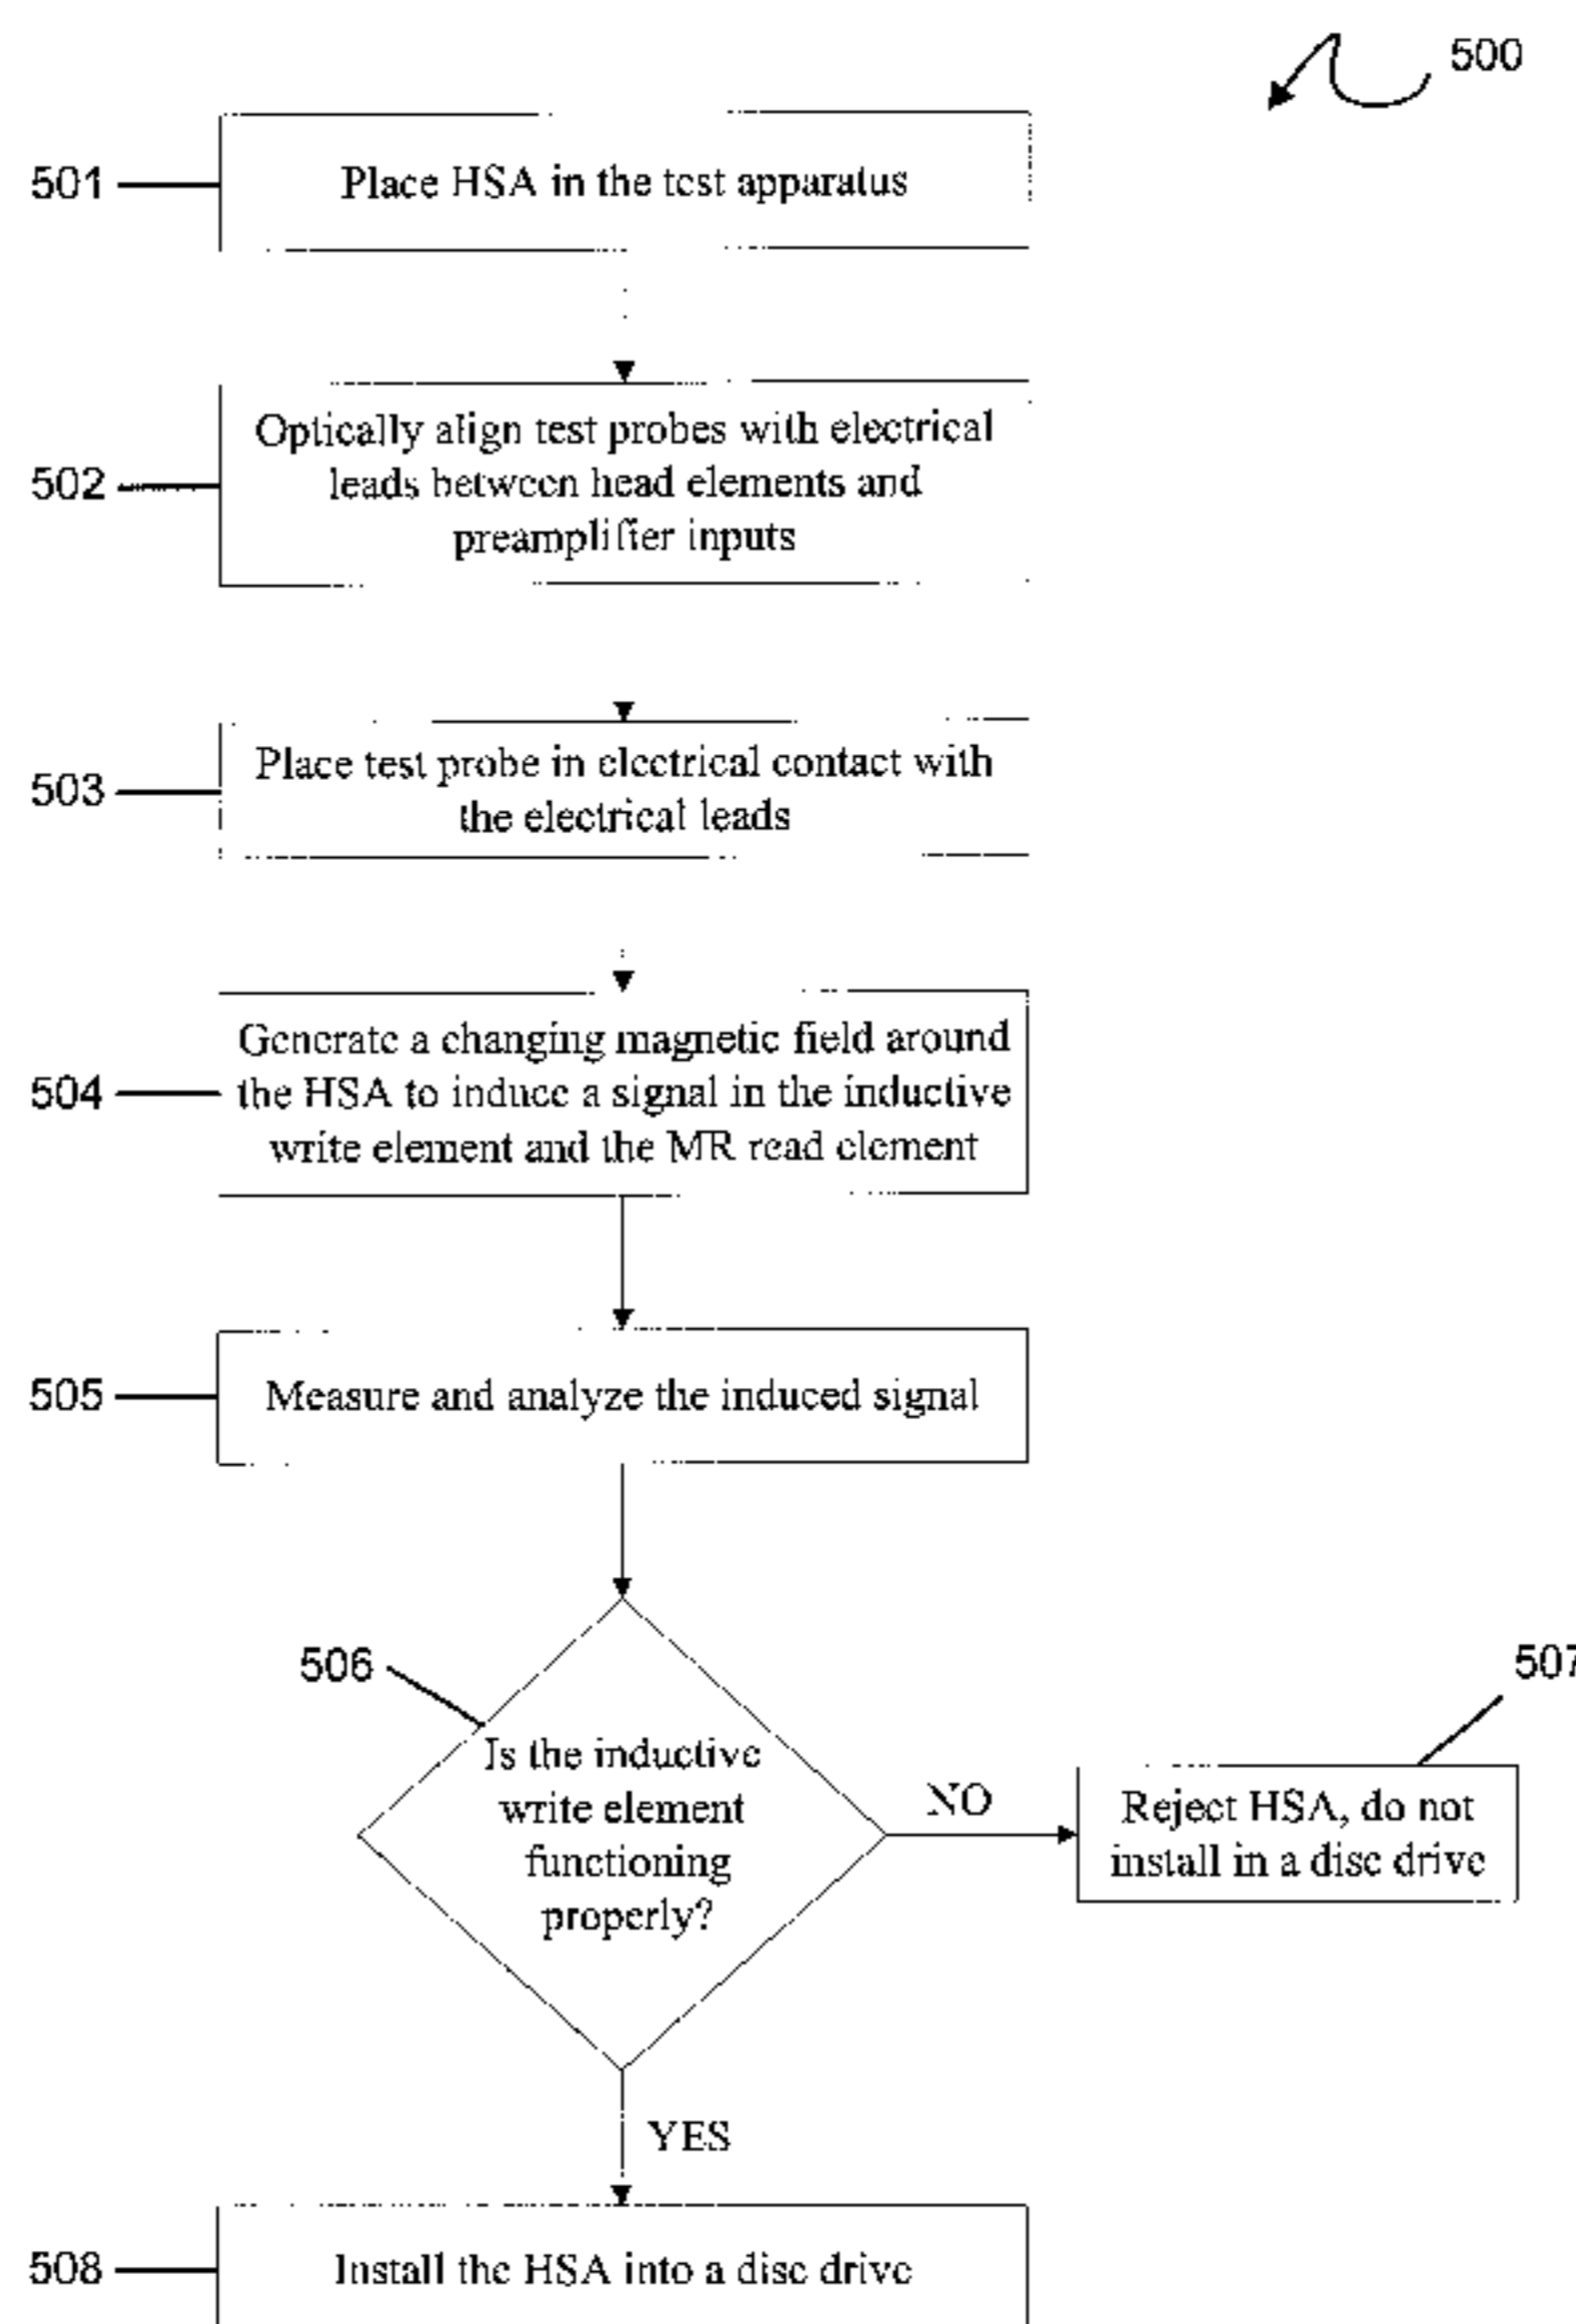 500
501
Place HSA in the test apparatus
502
Optically align test probes with electrical
leads between head elements and
preamplifier inputs
503
Place test probe in electrical contact with
the electrical leads
504
Generate a changing magnetic field around
the HSA to induce a signal in the inductive
write element and the MR read element
505
Measure and analyze the induced signal
506
Is the inductive
write element
functioning
properly?
NO
507
Reject HSA, do not
install in a disc drive
YES
508
Install the HSA into a disc drive